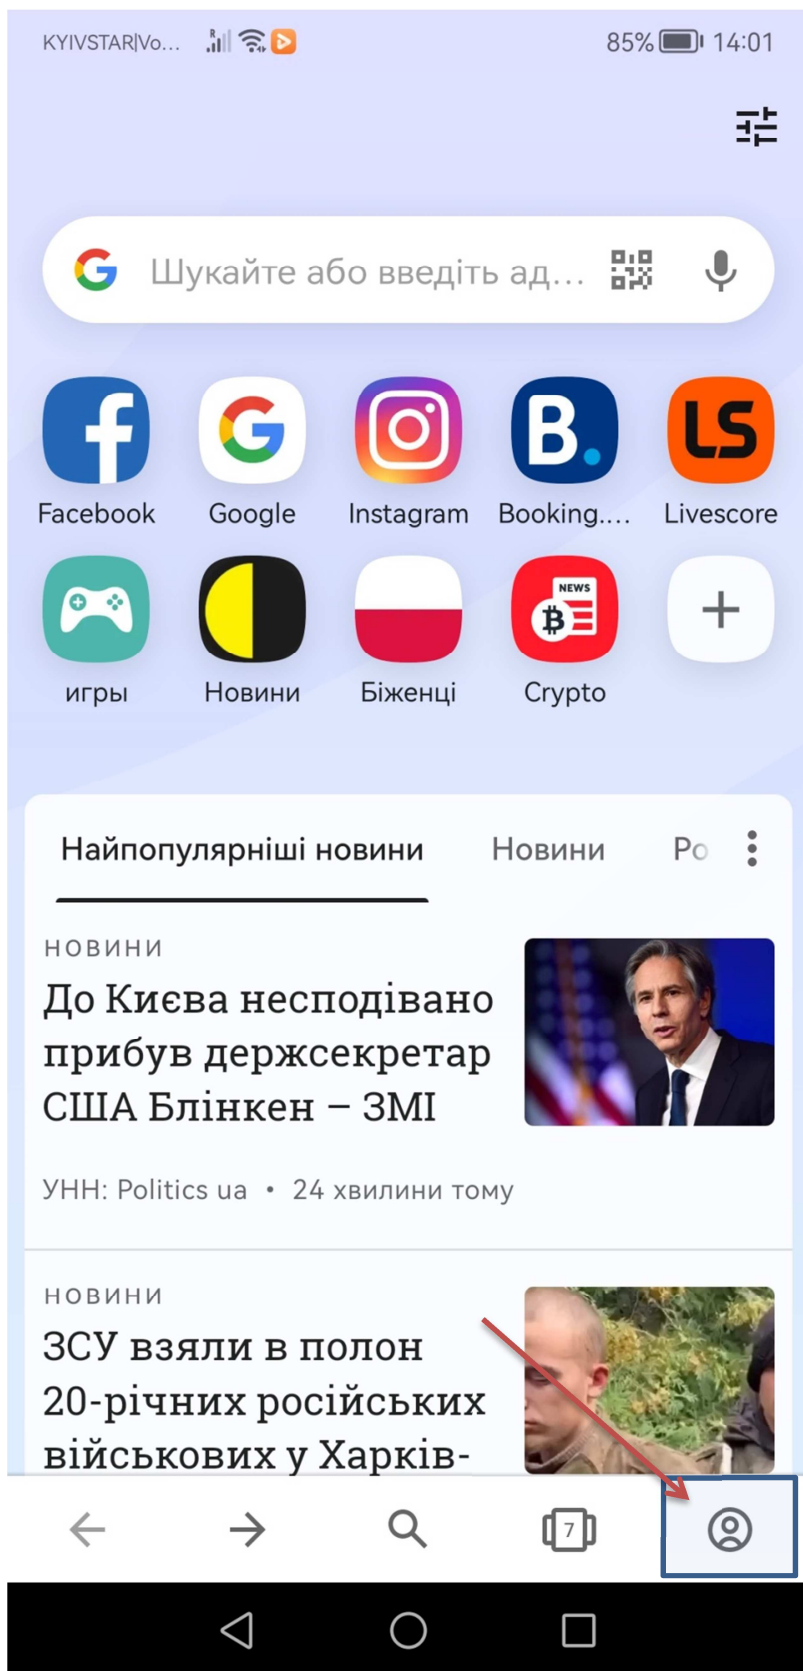 KYIVSTAR|Vo... R 85% 14:01
Шукайте або введіть ад...
LS
B.
Facebook Google Instagram Booking.... Livescore
NEWS
игры Новини Біженці Crypto
Найпопулярніші новини Новини Ро
НОВИНИ
До Києва несподівано
прибув держсекретар
США Блінкен – ЗМІ
УНН: Politics ua • 24 хвилини тому
НОВИНИ
ЗСУ взяли в полон
20-річних російських
військових у Харків-
7